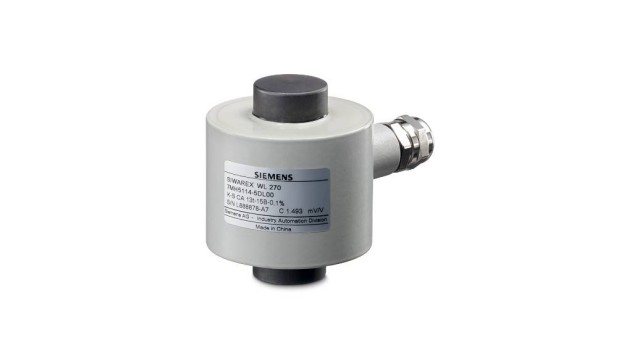 SIEMENS
SIWAREX WL 270
7MH5114-5DL00
K-S CA 13t-15B-0.1%
S/N L888878-A7 C 1.493 mV/V
Siemens AG - Industry Automation Division
Made in China